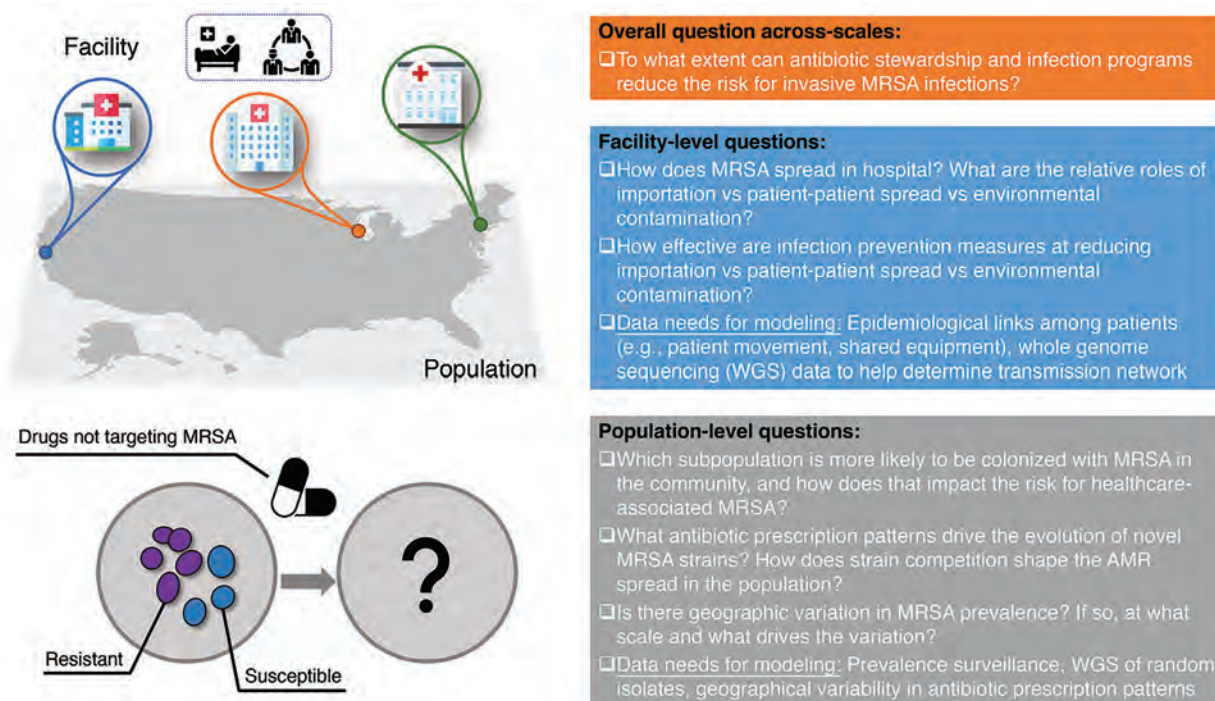 Facility
Population
Drugs not targeting MRSA
Resistant
Susceptible
?
Overall question across-scales:
❑To what extent can antibiotic stewardship and infection programs
reduce the risk for invasive MRSA infections?
Facility-level questions:
❑How does MRSA spread in hospital? What are the relative roles of
importation vs patient-patient spread vs environmental
contamination?
❑How effective are infection prevention measures at reducing
importation vs patient-patient spread vs environmental
contamination?
❑Data needs for modeling: Epidemiological links among patients
(e.g., patient movement, shared equipment), whole genome
sequencing (WGS) data to help determine transmission network
Population-level questions:
❑Which subpopulation is more likely to be colonized with MRSA in
the community, and how does that impact the risk for healthcare-
associated MRSA?
❑What antibiotic prescription patterns drive the evolution of novel
MRSA strains? How does strain competition shape the AMR
spread in the population?
❑Is there geographic variation in MRSA prevalence? If so, at what
scale and what drives the variation?
❑Data needs for modeling: Prevalence surveillance, WGS of random
isolates, geographical variability in antibiotic prescription patterns